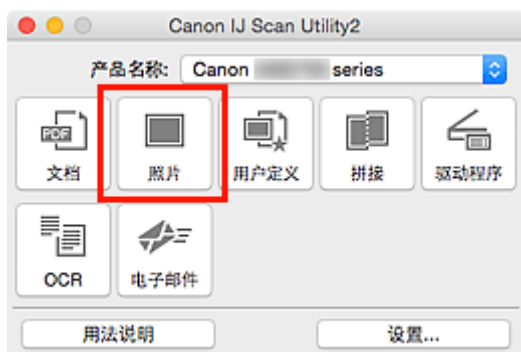 Canon IJ Scan Utility2
产品名称: Canon series
PDF
文档 照片 用户定义 拼接 驱动程序
OCR 电子邮件
用法说明 设置...